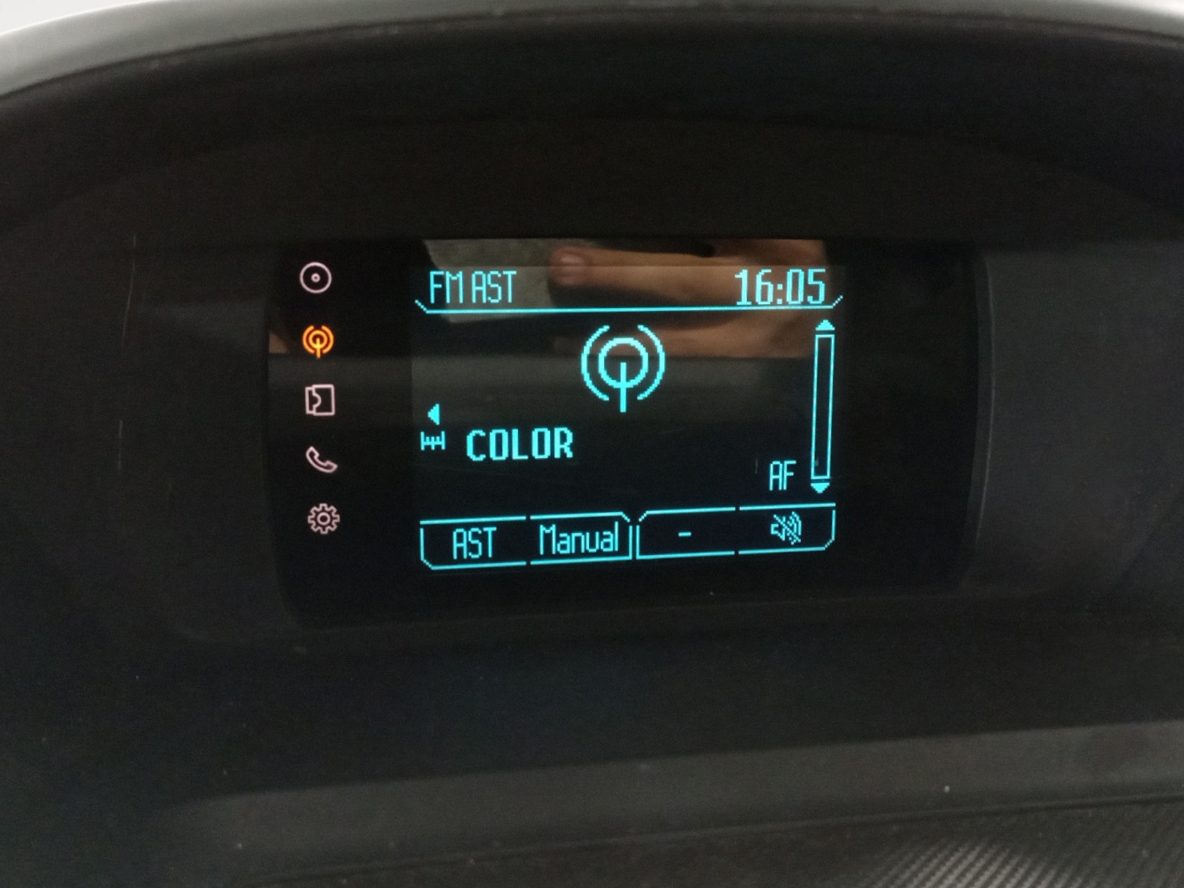 FM AST 16:05
COLOR
AF
AST Manual -